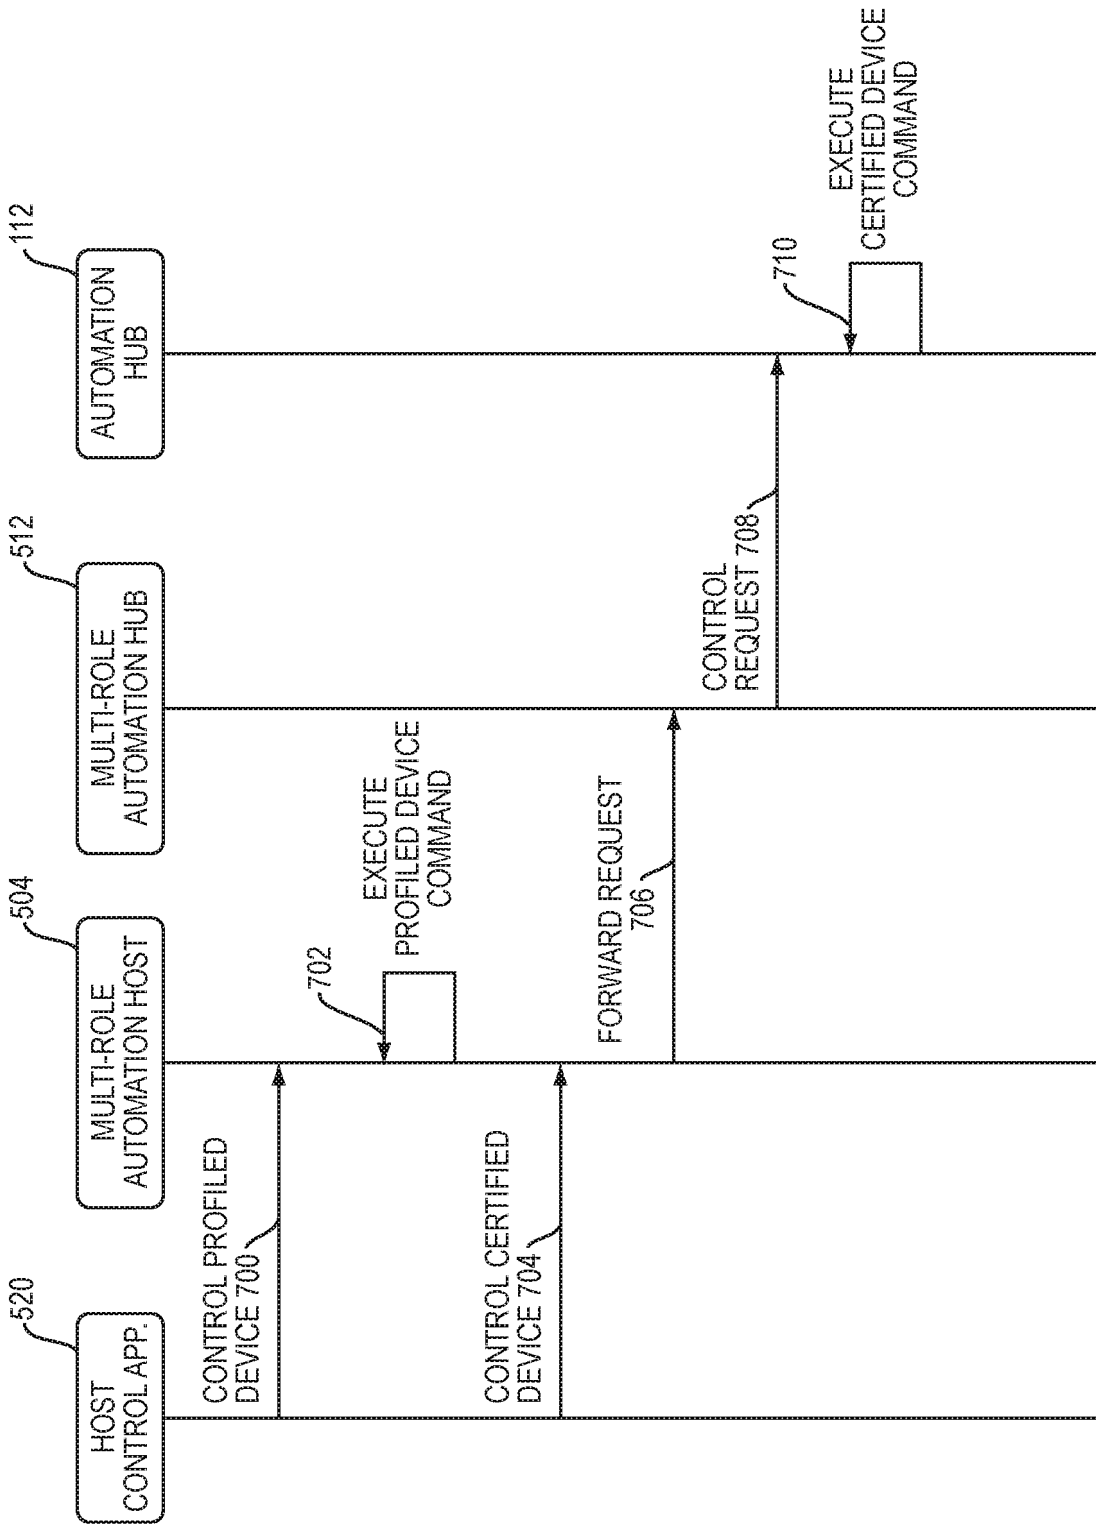 520
HOST
CONTROL APP.
504
MULTI-ROLE
AUTOMATION HOST
512
MULTI-ROLE
AUTOMATION HUB
112
AUTOMATION
HUB
CONTROL PROFILED
DEVICE 700
702
EXECUTE
PROFILED DEVICE
COMMAND
CONTROL CERTIFIED
DEVICE 704
FORWARD REQUEST
706
CONTROL
REQUEST 708
710
EXECUTE
CERTIFIED DEVICE
COMMAND